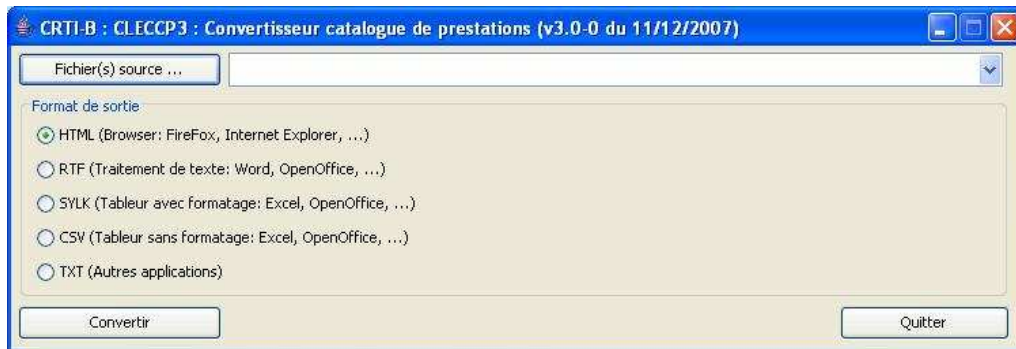 CRTI-B : CLECCP3 : Convertisseur catalogue de prestations (v3.0-0 du 11/12/2007)
Fichier(s) source ...
Format de sortie
HTML (Browser: FireFox, Internet Explorer, ...)
RTF (Traitement de texte: Word, OpenOffice, ...)
SYLK (Tableur avec formatage: Excel, OpenOffice, ...)
CSV (Tableur sans formatage: Excel, OpenOffice, ...)
TXT (Autres applications)
Convertir
Quitter